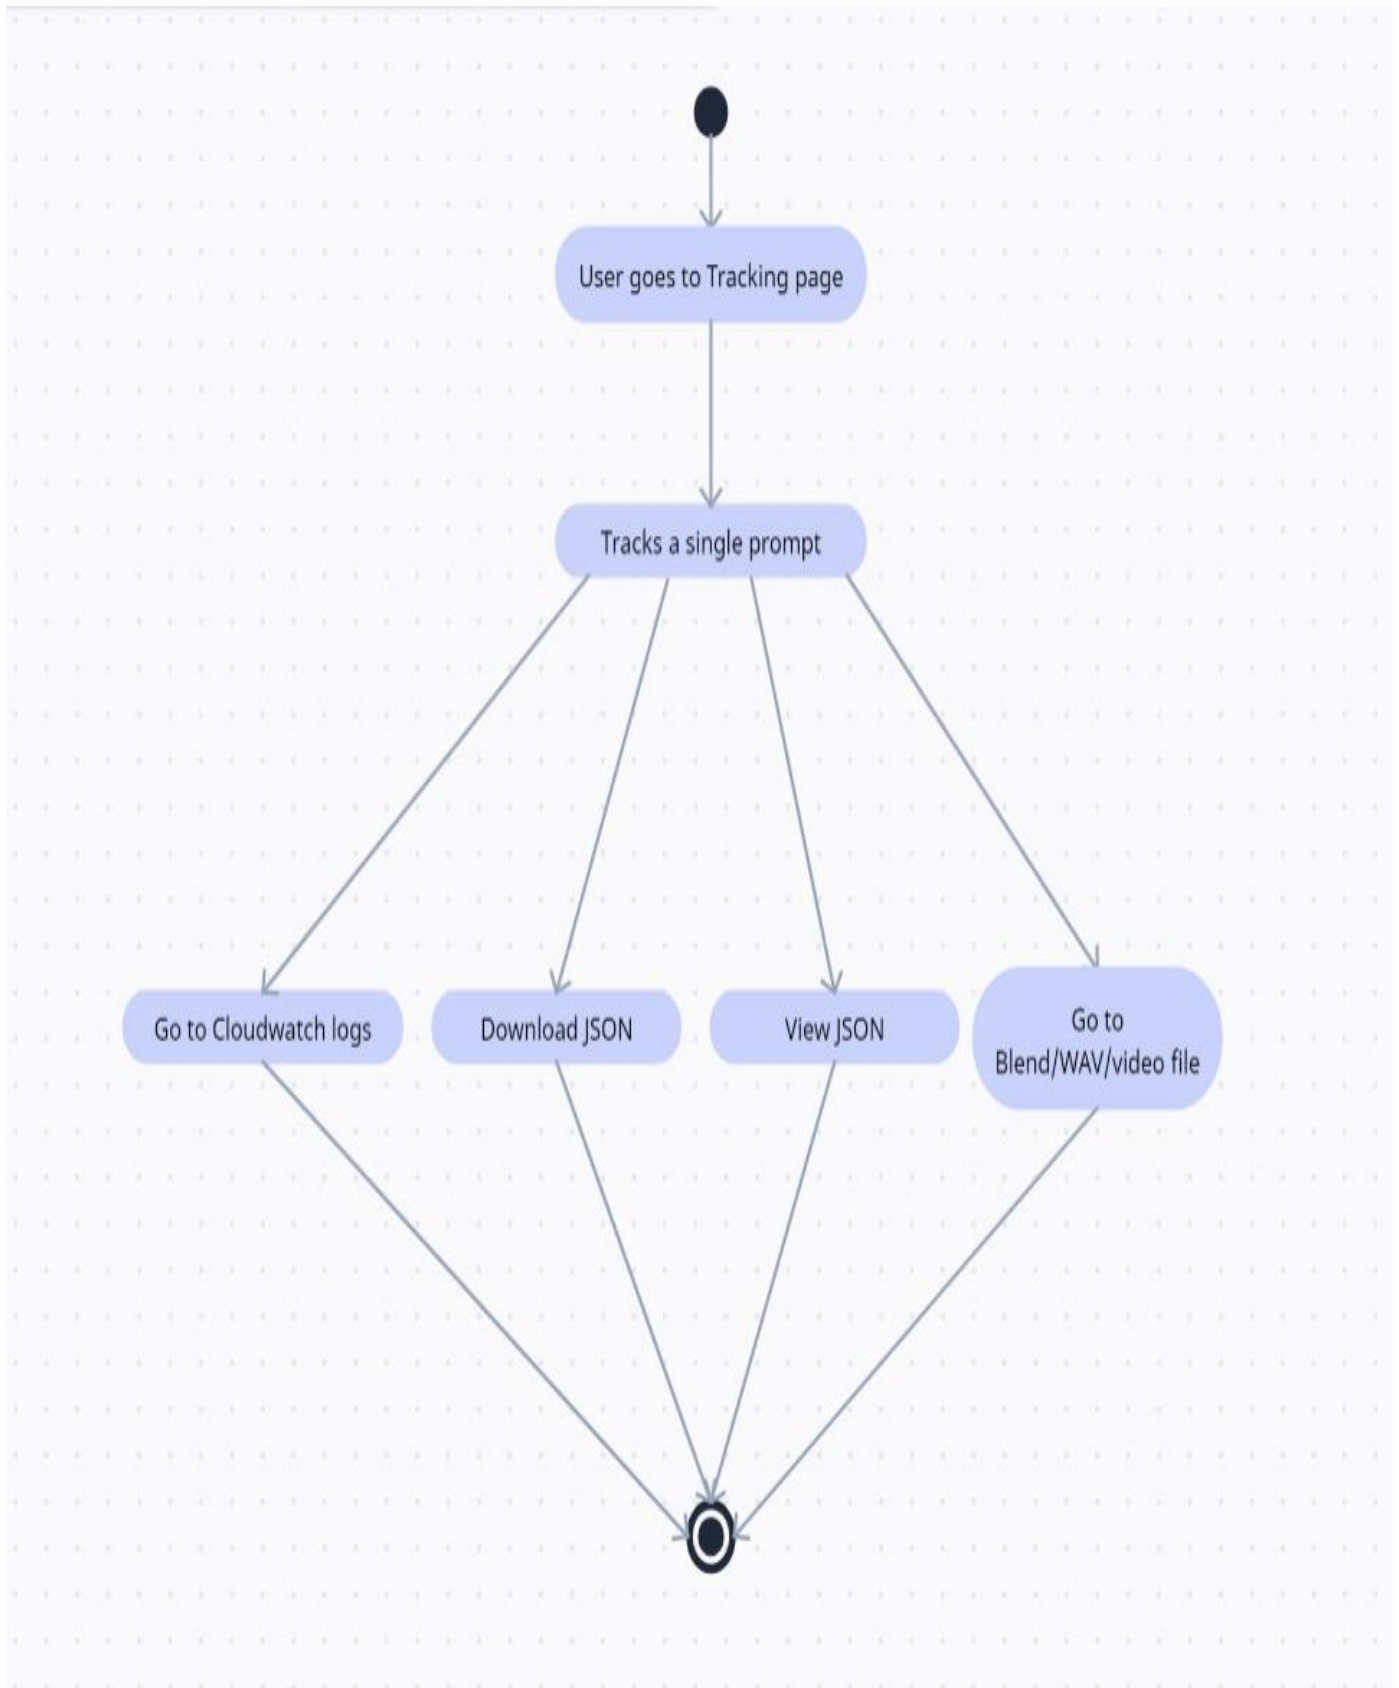 User goes to Tracking page
Tracks a single prompt
Go to Cloudwatch logs
Download JSON
View JSON
Go to
Blend/WAV/video file